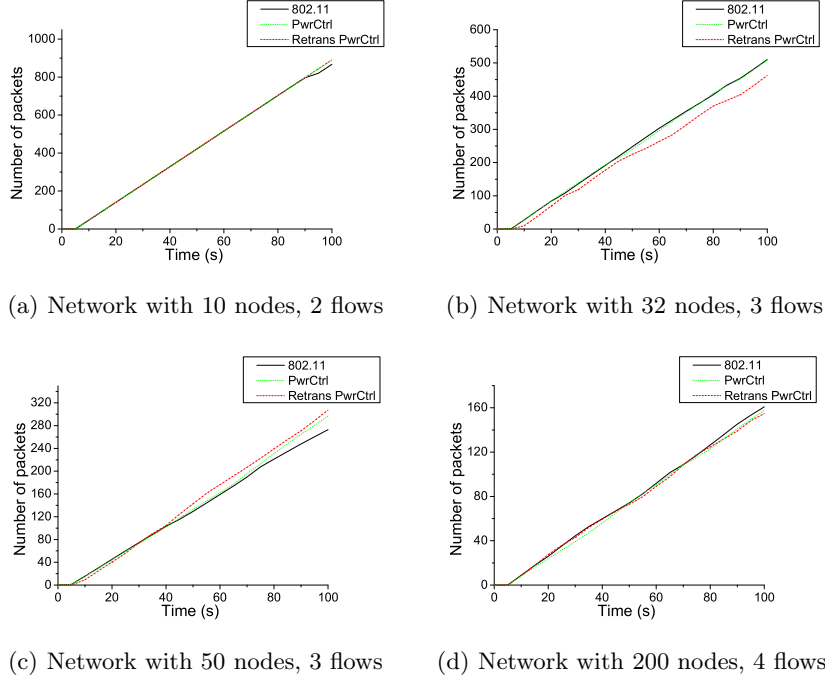 802.11
PwrCtrl
Retrans PwrCtrl
1000
800
600
400
200
0
Number of packets
0 20 40 60 80 100
Time (s)
(a) Network with 10 nodes, 2 flows
802.11
PwrCtrl
Retrans PwrCtrl
600
500
400
300
200
100
0
Number of packets
0 20 40 60 80 100
Time (s)
(b) Network with 32 nodes, 3 flows
802.11
PwrCtrl
Retrans PwrCtrl
320
280
240
200
160
120
80
40
0
Number of packets
0 20 40 60 80 100
Time (s)
(c) Network with 50 nodes, 3 flows
802.11
PwrCtrl
Retrans PwrCtrl
160
120
80
40
0
Number of packets
0 20 40 60 80 100
Time (s)
(d) Network with 200 nodes, 4 flows